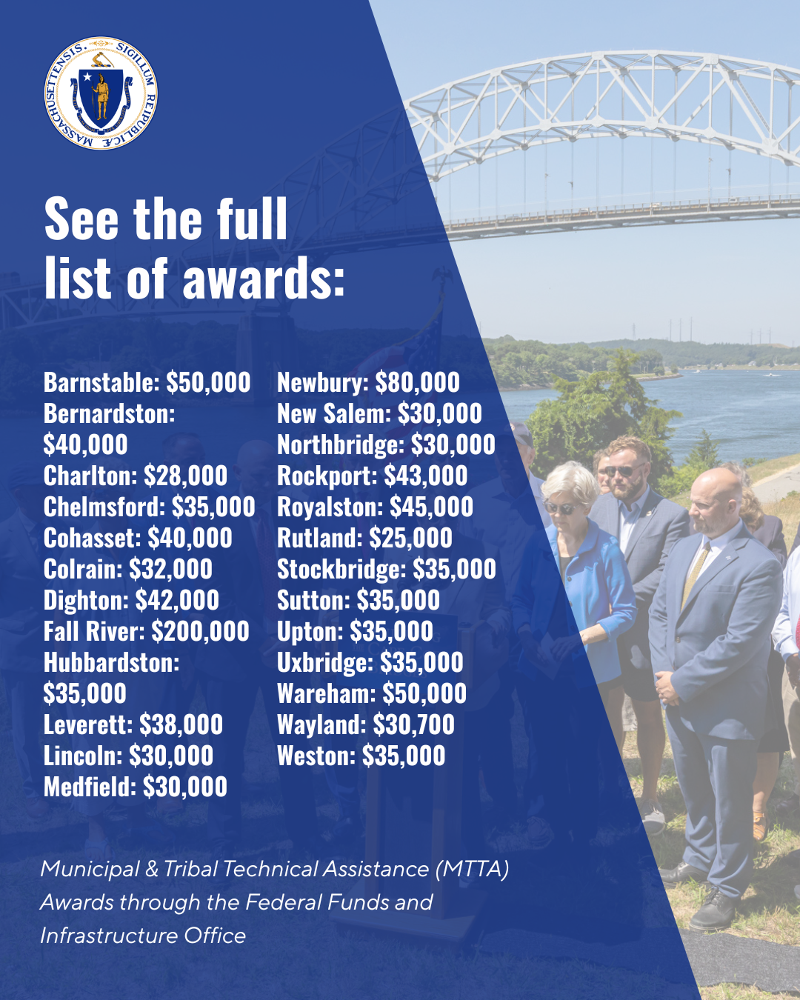 MASSACHUSETTENSIS. SIGILLUM REIPUBLICÆ
See the full
list of awards:
Barnstable: $50,000
Bernardston:
$40,000
Charlton: $28,000
Chelmsford: $35,000
Cohasset: $40,000
Colrain: $32,000
Dighton: $42,000
Fall River: $200,000
Hubbardston:
$35,000
Leverett: $38,000
Lincoln: $30,000
Medfield: $30,000
Newbury: $80,000
New Salem: $30,000
Northbridge: $30,000
Rockport: $43,000
Royalston: $45,000
Rutland: $25,000
Stockbridge: $35,000
Sutton: $35,000
Upton: $35,000
Uxbridge: $35,000
Wareham: $50,000
Wayland: $30,700
Weston: $35,000
Municipal & Tribal Technical Assistance (MTTA)
Awards through the Federal Funds and
Infrastructure Office